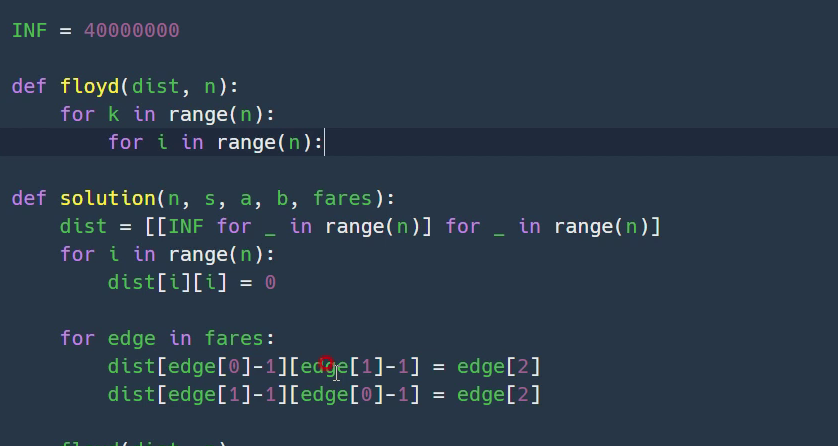 INF = 40000000
def floyd(dist, n):
for k in range(n):
for i in range(n):
def solution(n, s, a, b, fares):
dist = [[INF for _ in range(n)] for _ in range(n)]
for i in range(n):
dist[i][i] = 0
for edge in fares:
dist[edge[0]-1][edge[1]-1] = edge[2]
dist[edge[1]-1][edge[0]-1] = edge[2]